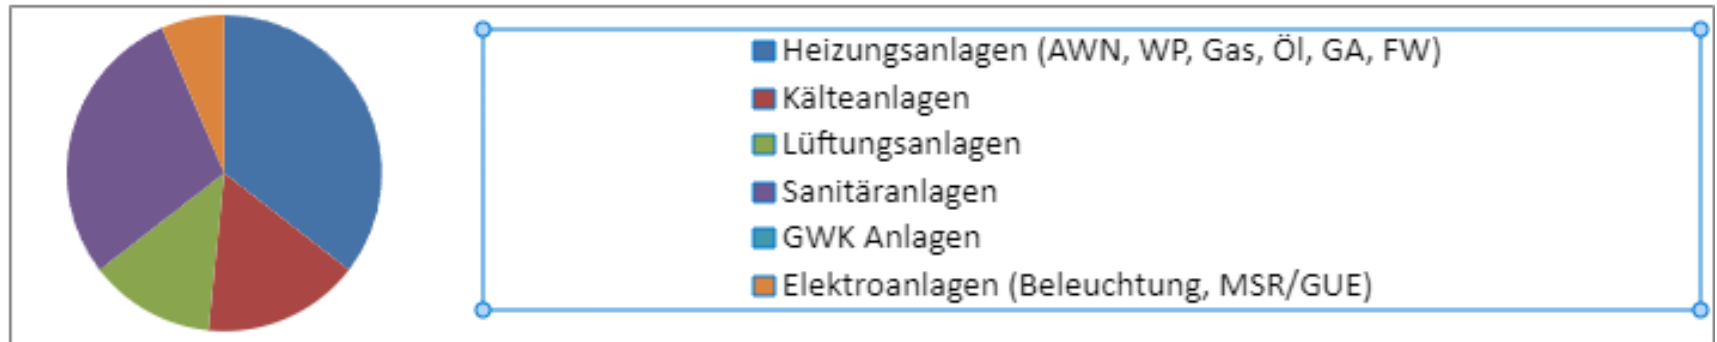 Heizungsanlagen (AWN, WP, Gas, Öl, GA, FW)
Kälteanlagen
Lüftungsanlagen
Sanitäranlagen
GWK Anlagen
Elektroanlagen (Beleuchtung, MSR/GUE)